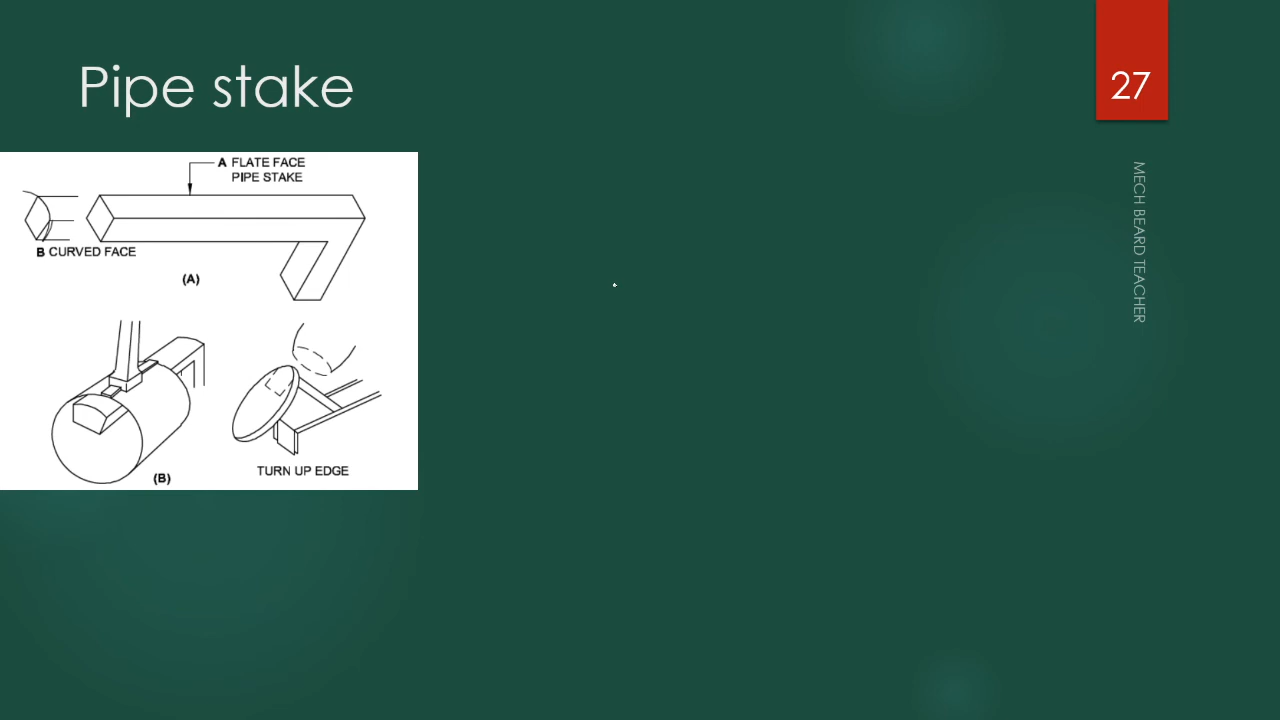 Pipe stake
27
MECH BEARD TEACHER
A FLATE FACE
PIPE STAKE
B CURVED FACE
(A)
(B)
TURN UP EDGE